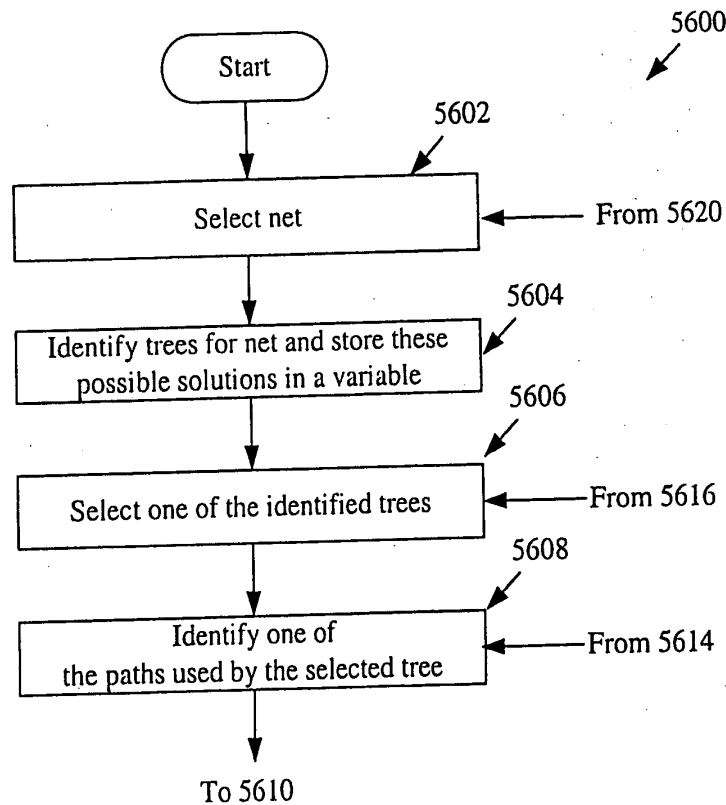 5600
Start
5602
Select net
From 5620
5604
Identify trees for net and store these
possible solutions in a variable
5606
Select one of the identified trees
From 5616
5608
Identify one of
the paths used by the selected tree
From 5614
To 5610